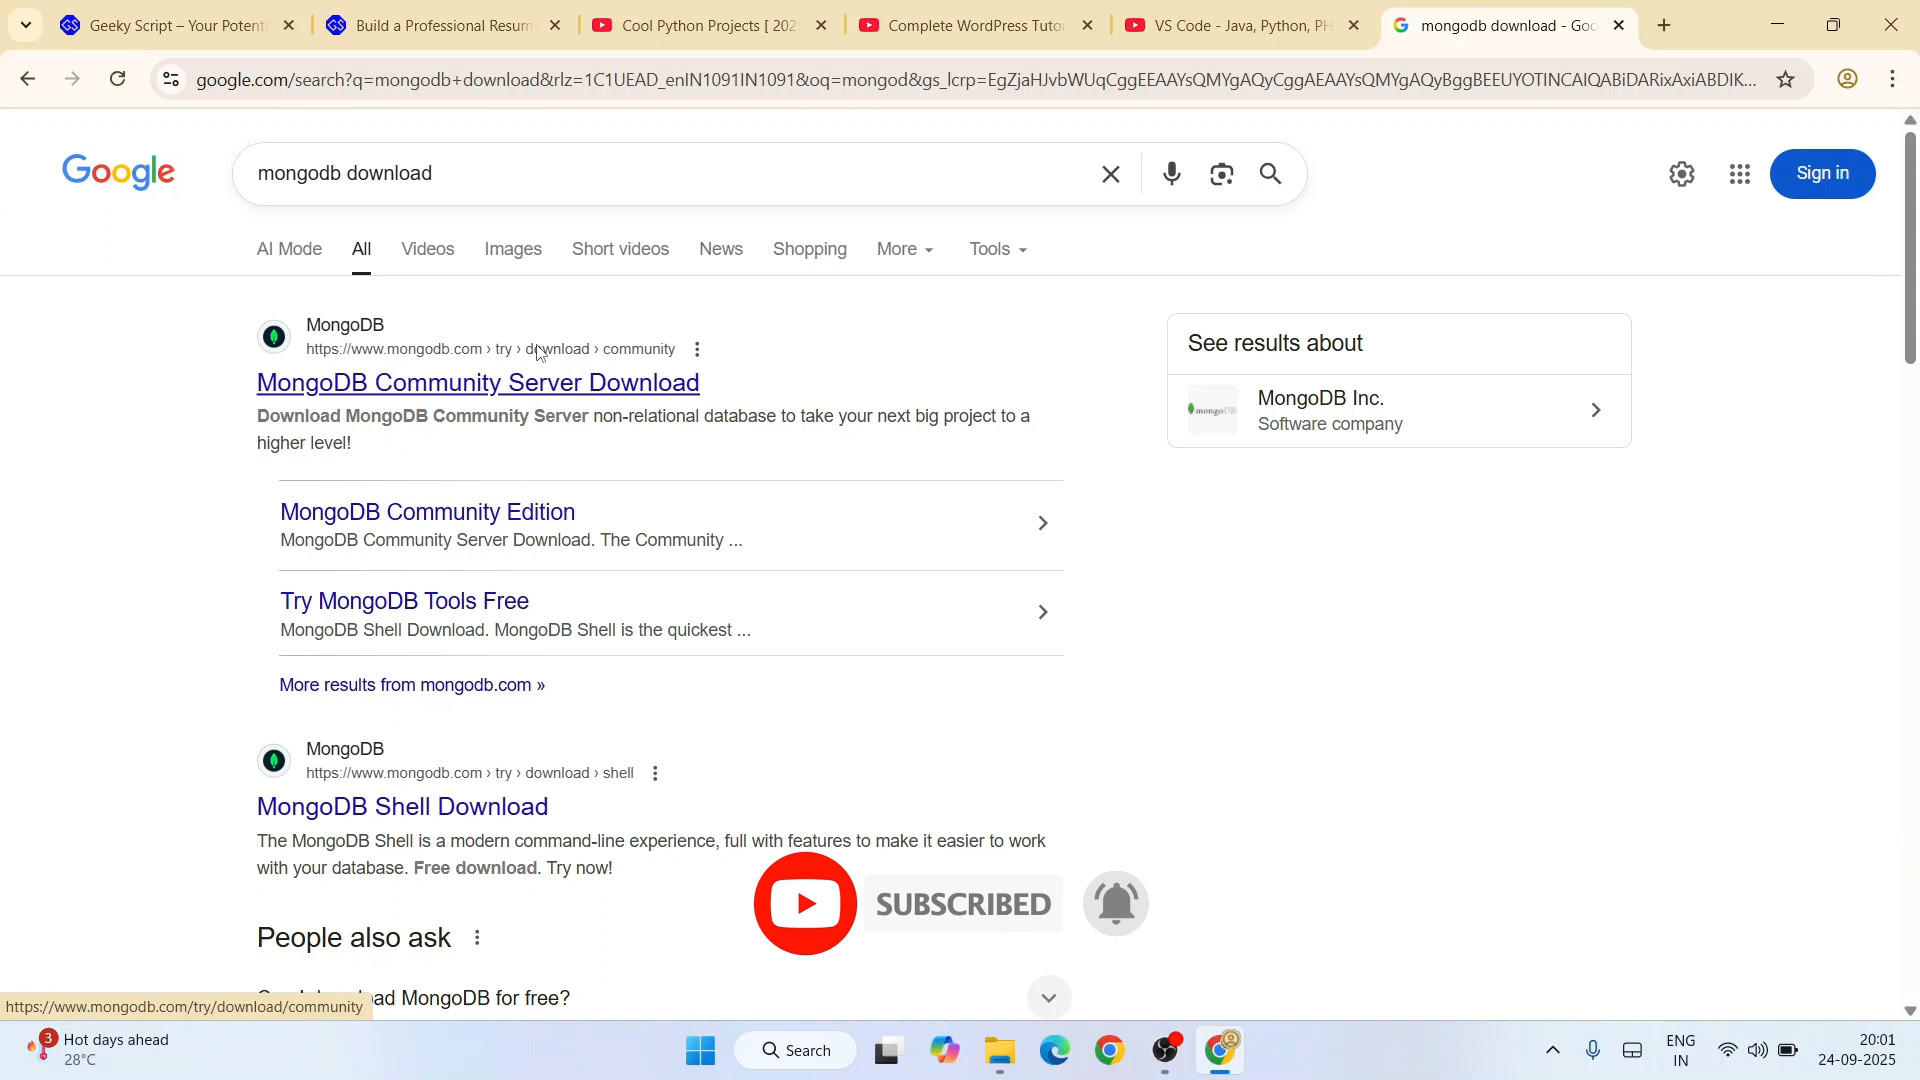 Geeky Script – Your Potenti
Build a Professional Resum
Cool Python Projects [ 202
Complete WordPress Tutor
VS Code - Java, Python, PH
mongodb download - Goo
google.com/search?q=mongodb+download&rlz=1C1UEAD_enIN1091IN1091&oq=mongod&gs_lcrp=EgZjaHJvbWUqCggEEAAYsQMYgAQyCggAEAAYsQMYgAQyBggBEEUYOTINCAIQABiDARixAxiABDIK...
Google
mongodb download
Sign in
AI Mode
All
Videos
Images
Short videos
News
Shopping
More
Tools
MongoDB
https://www.mongodb.com › try › download › community
MongoDB Community Server Download
Download MongoDB Community Server non-relational database to take your next big project to a
higher level!
MongoDB Community Edition
MongoDB Community Server Download. The Community ...
Try MongoDB Tools Free
MongoDB Shell Download. MongoDB Shell is the quickest ...
More results from mongodb.com »
See results about
mongoDB
MongoDB Inc.
Software company
MongoDB
https://www.mongodb.com › try › download › shell
MongoDB Shell Download
The MongoDB Shell is a modern command-line experience, full with features to make it easier to work
with your database. Free download. Try now!
SUBSCRIBED
People also ask
MongoDB for free?
https://www.mongodb.com/try/download/community
3
Hot days ahead
28°C
Search
ENG
IN
20:01
24-09-2025